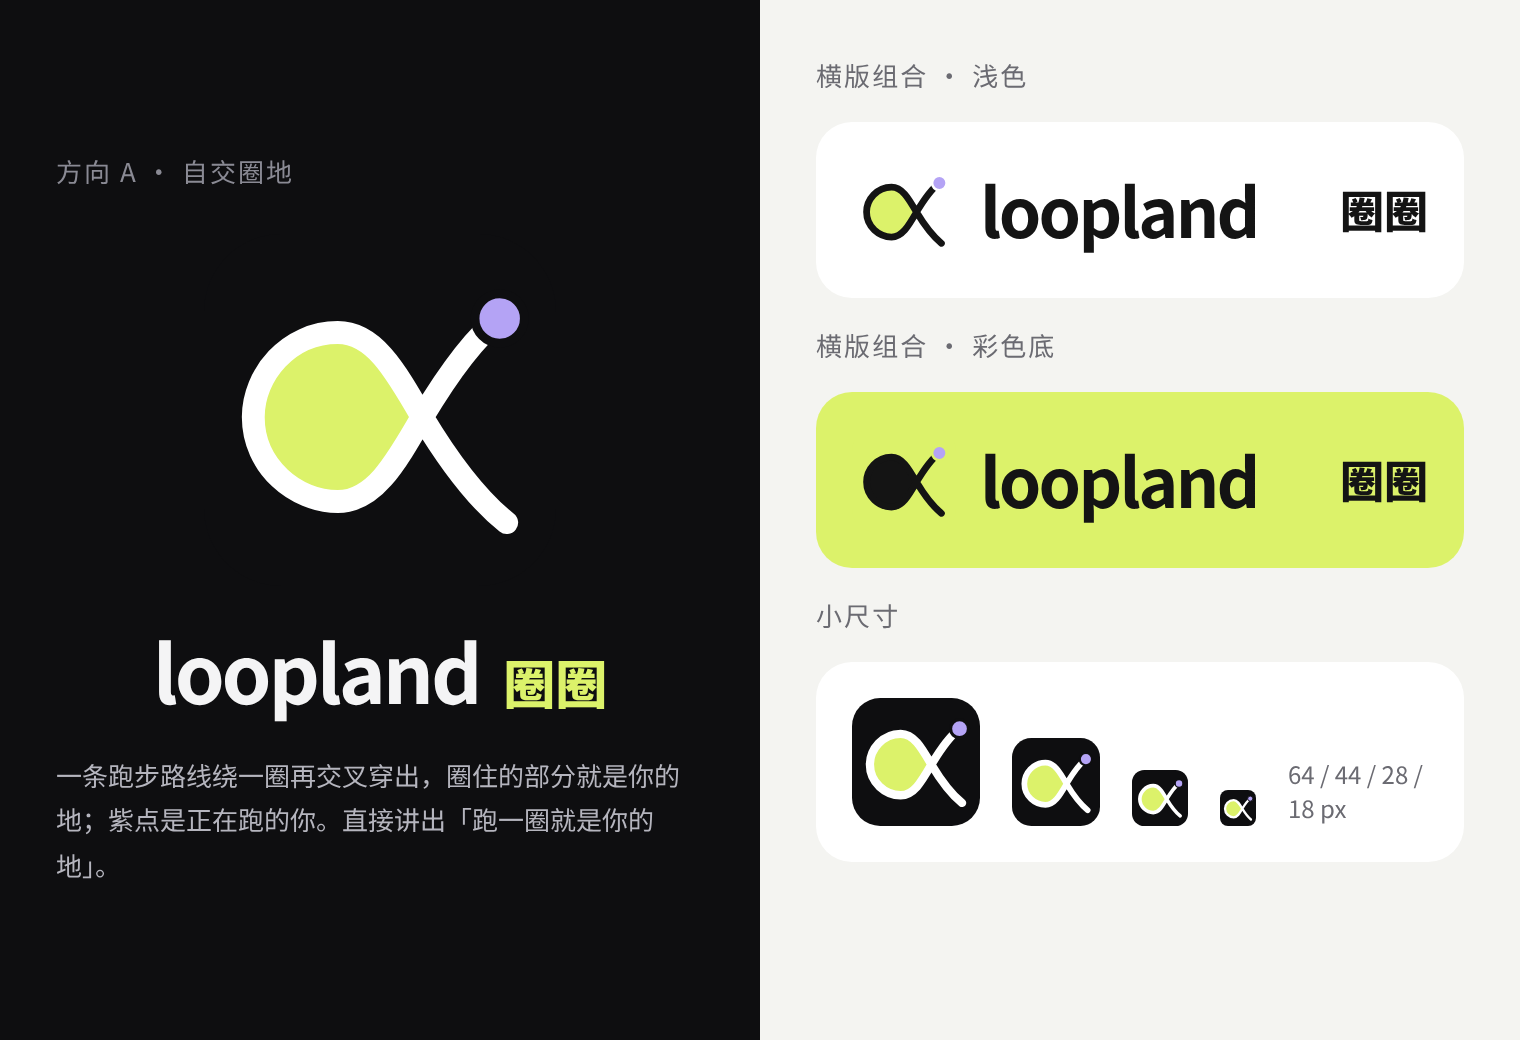 方向 A · 自交圈地
loopland 圈圈
一条跑步路线绕一圈再交叉穿出，圈住的部分就是你的
地；紫点是正在跑的你。直接讲出「跑一圈就是你的
地」。
横版组合 · 浅色
loopland 圈圈
横版组合 · 彩色底
loopland 圈圈
小尺寸
64 / 44 / 28 /
18 px